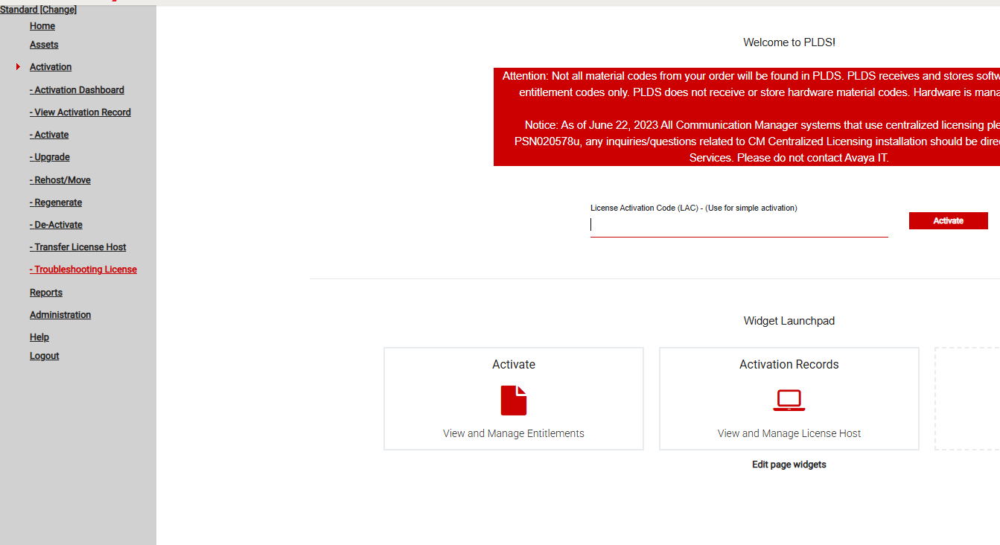 Standard [Change]
Home
Assets
Activation
- Activation Dashboard
- View Activation Record
- Activate
- Upgrade
- Rehost/Move
- Regenerate
- De-Activate
- Transfer License Host
- Troubleshooting License
Reports
Administration
Help
Logout
Welcome to PLDS!
Attention: Not all material codes from your order will be found in PLDS. PLDS receives and stores softw
entitlement codes only. PLDS does not receive or store hardware material codes. Hardware is mana
Notice: As of June 22, 2023 All Communication Manager systems that use centralized licensing ple
PSN020578u, any inquiries/questions related to CM Centralized Licensing installation should be dire
Services. Please do not contact Avaya IT.
License Activation Code (LAC) - (Use for simple activation)
Activate
Widget Launchpad
Activate
View and Manage Entitlements
Activation Records
View and Manage License Host
Edit page widgets